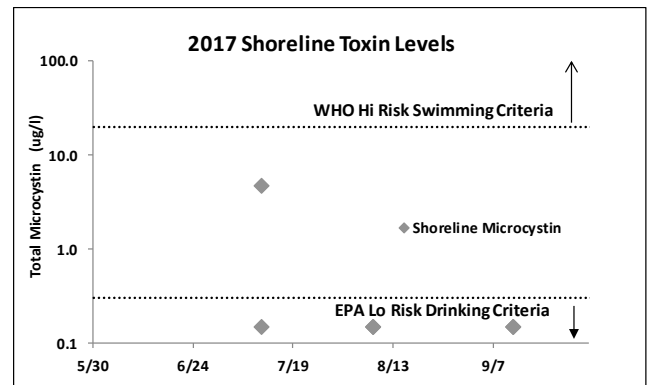 2017 Shoreline Toxin Levels
100.0
WHO Hi Risk Swimming Criteria
10.0
Total Microcystin (ug/l)
Shoreline Microcystin
1.0
EPA Lo Risk Drinking Criteria
0.1
5/30 6/24 7/19 8/13 9/7